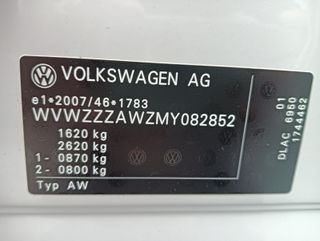 VOLKSWAGEN AG
e1*2007/46*1783
WVWZZZAWZMY082852
1620 kg
2620 kg
1- 0870 kg
2- 0800 kg
Typ AW
01
DLAC 6950
1744462